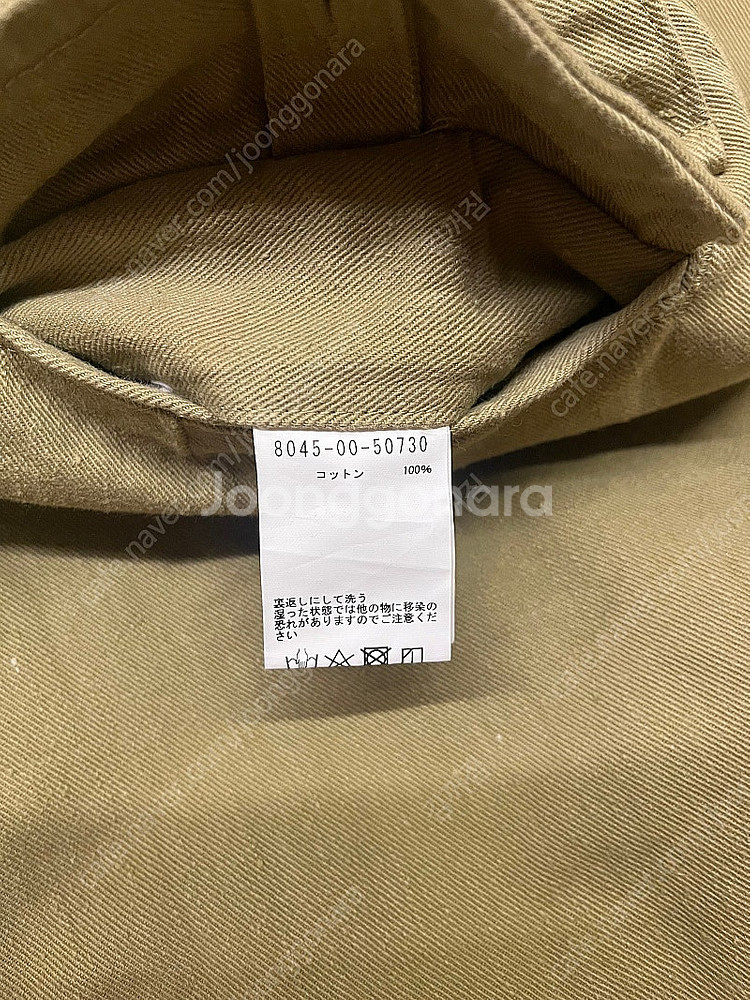 cafe.naver.com/joonggonara
8045-00-50730
コットン 100%
Joonggonara
裏返しにして洗う
湿った状態では他の物に移染の
恐れがありますのでご注意くだ
さい